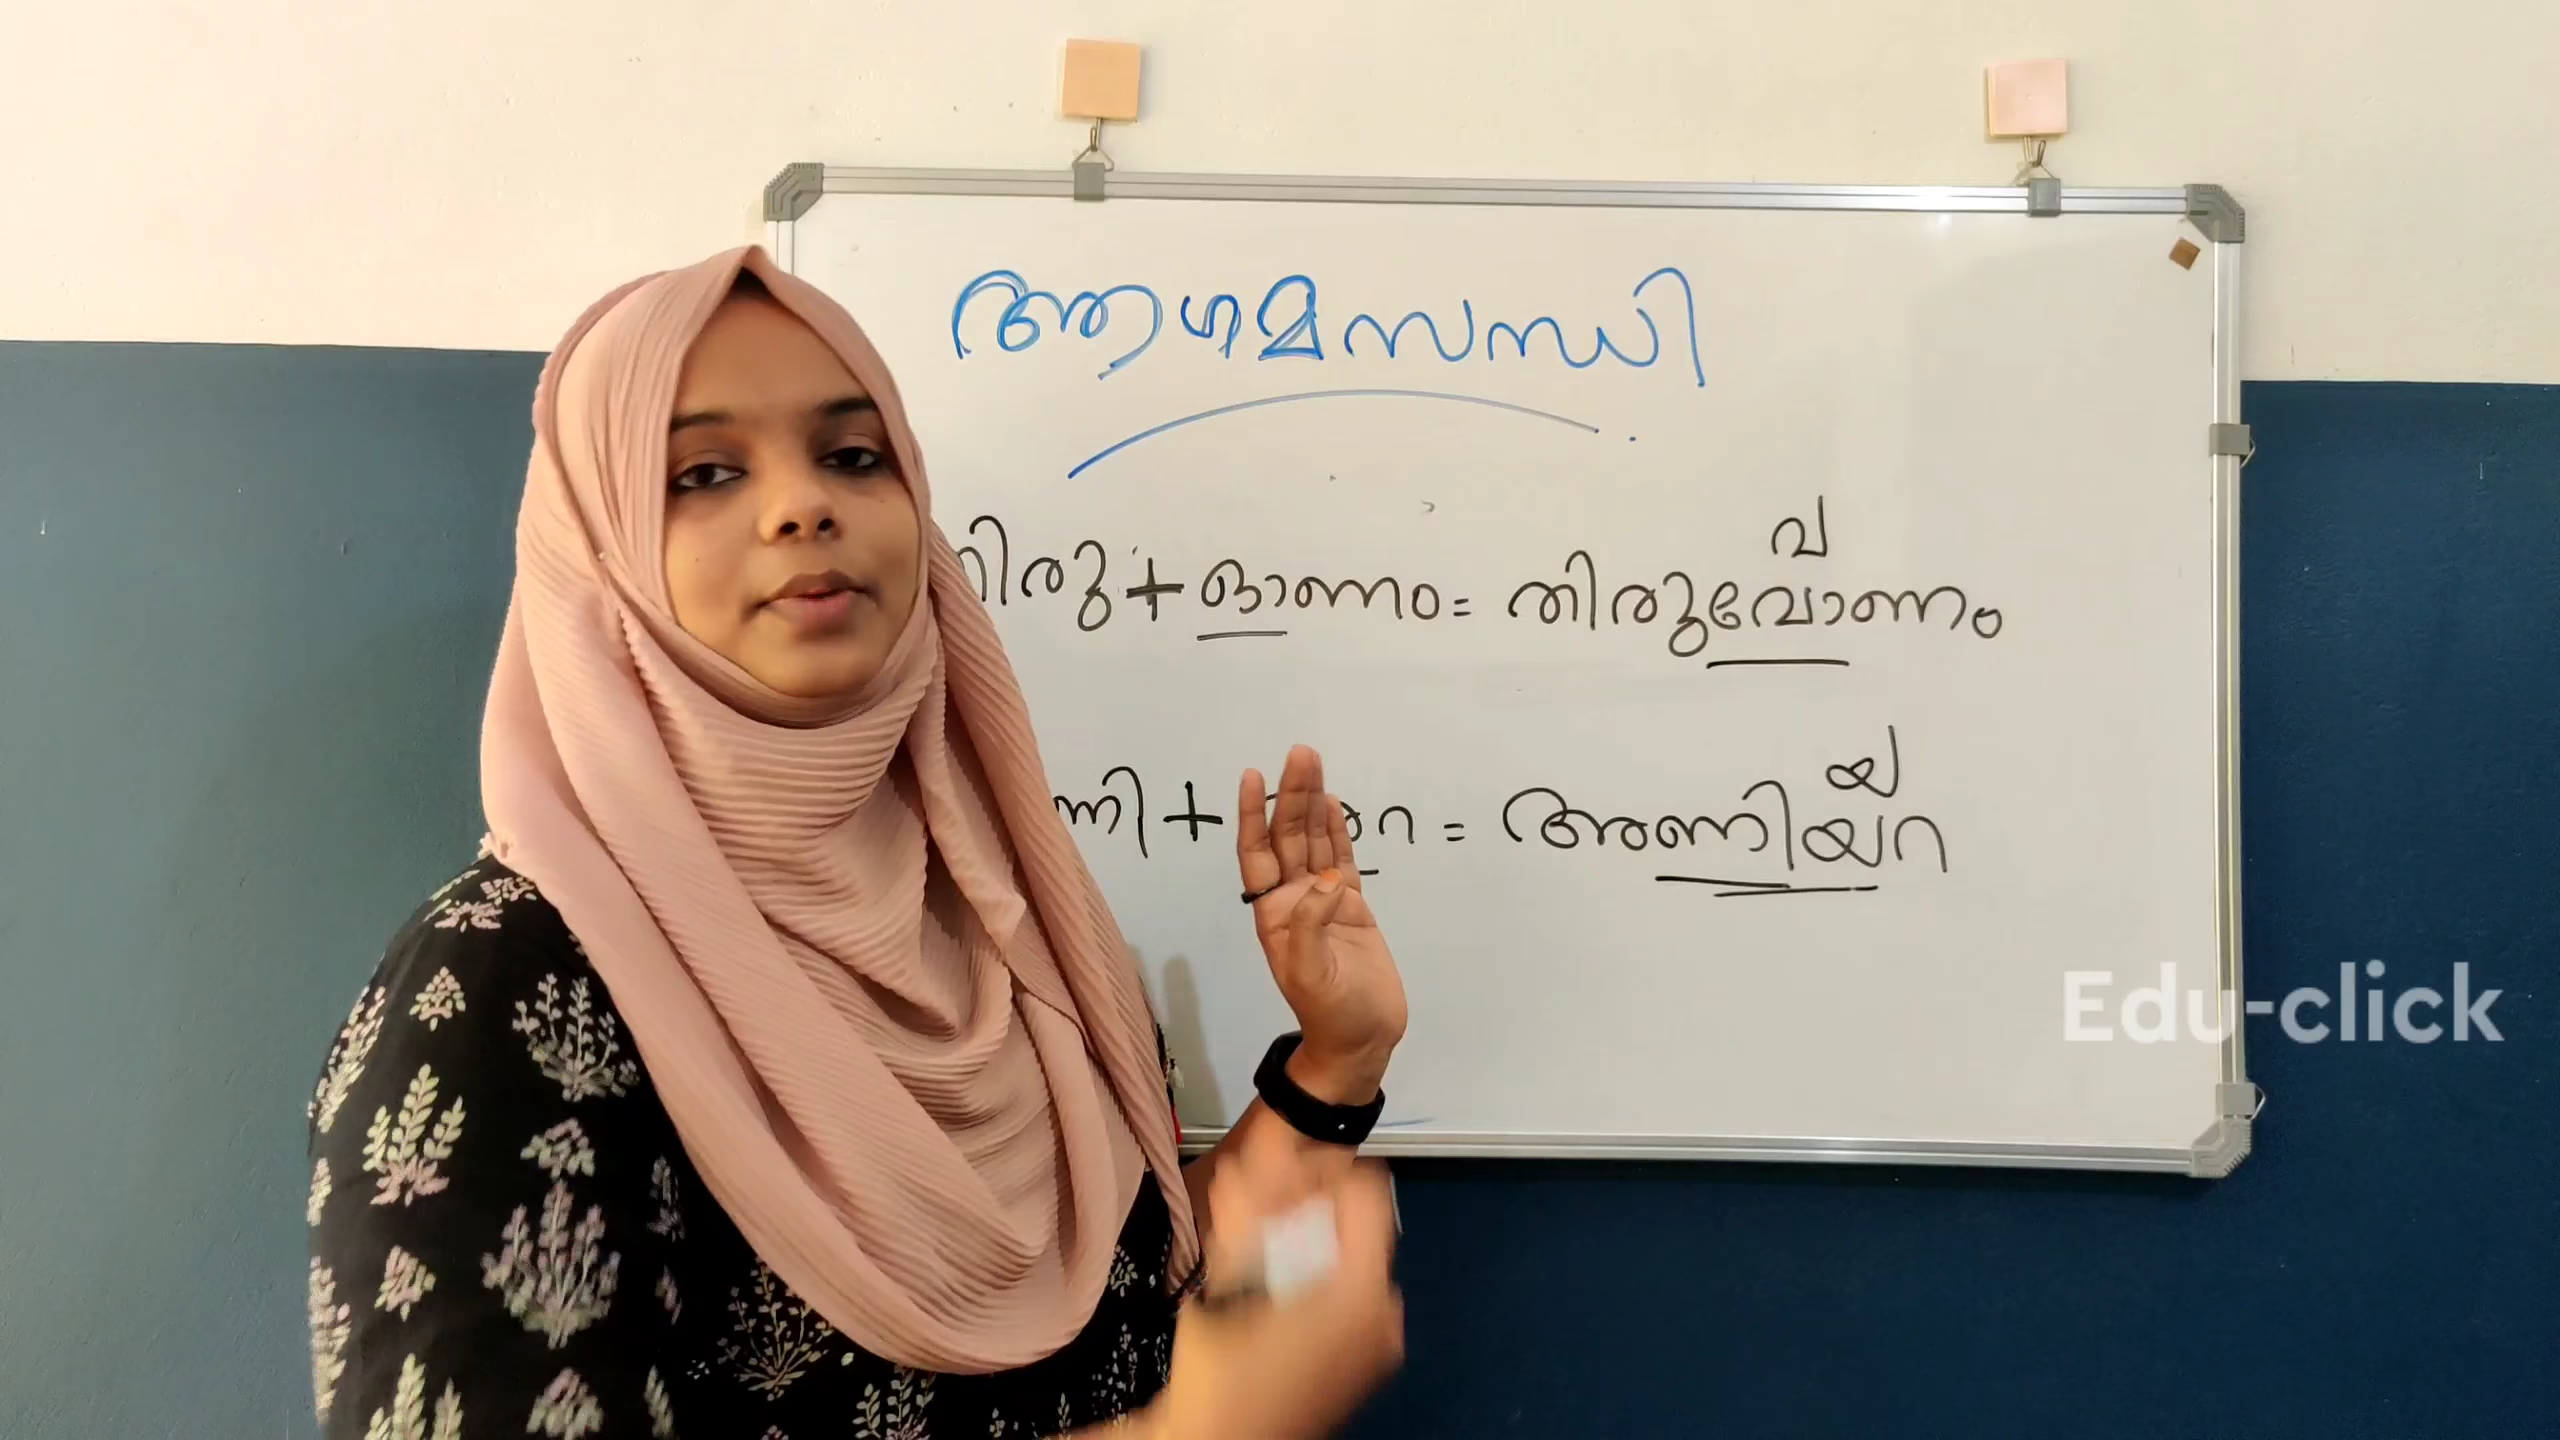 ആഗമസന്ധി
വ
+ ഓണം = തിരുവോണം
യ
+ = അണിയറ
Edu-click